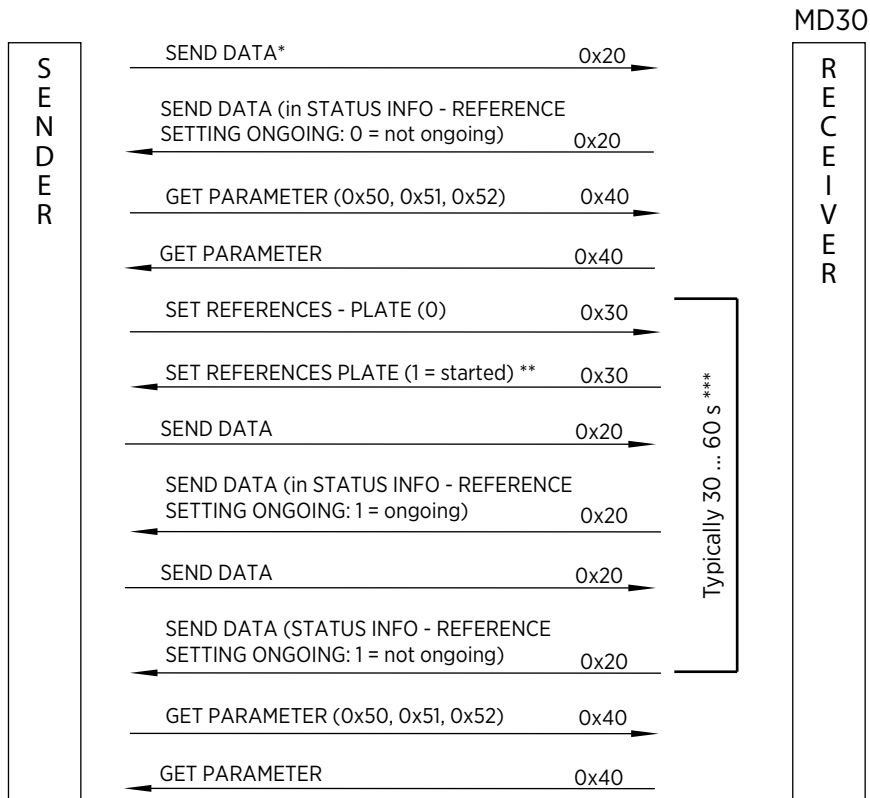 MD30
SENDER
RECEIVER
SEND DATA* 0x20
SEND DATA (in STATUS INFO - REFERENCE
SETTING ONGOING: 0 = not ongoing) 0x20
GET PARAMETER (0x50, 0x51, 0x52) 0x40
GET PARAMETER 0x40
SET REFERENCES - PLATE (0) 0x30
SET REFERENCES PLATE (1 = started) ** 0x30
SEND DATA 0x20
SEND DATA (in STATUS INFO - REFERENCE
SETTING ONGOING: 1 = ongoing) 0x20
SEND DATA 0x20
SEND DATA (STATUS INFO - REFERENCE
SETTING ONGOING: 1 = not ongoing) 0x20
Typically 30 ... 60 s ***
GET PARAMETER (0x50, 0x51, 0x52) 0x40
GET PARAMETER 0x40